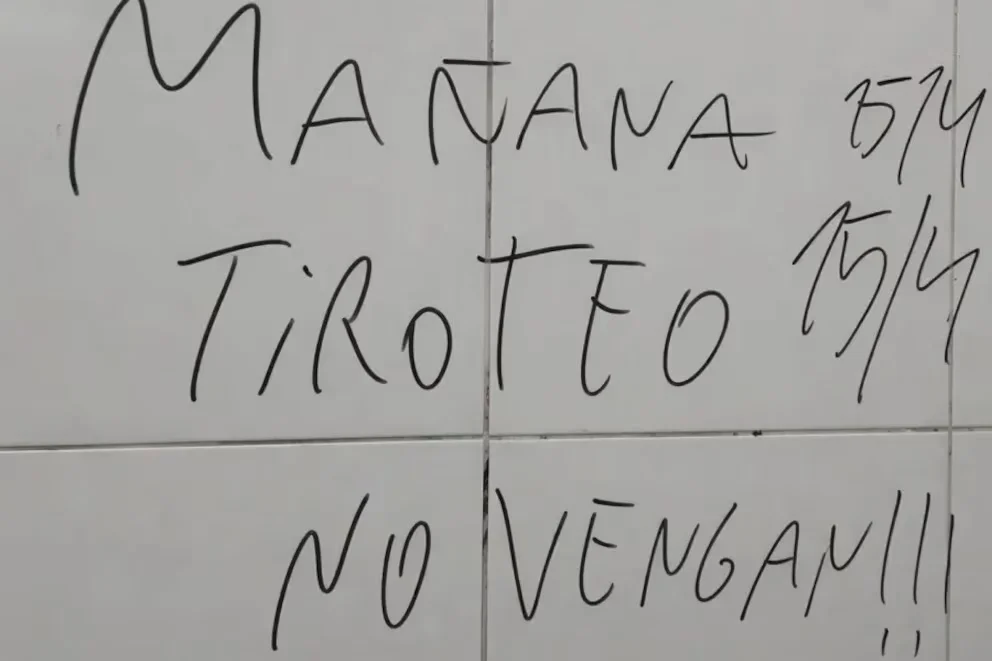 MAÑANA 15/4
TiROTEO 15/4
NO VENGAN!!!